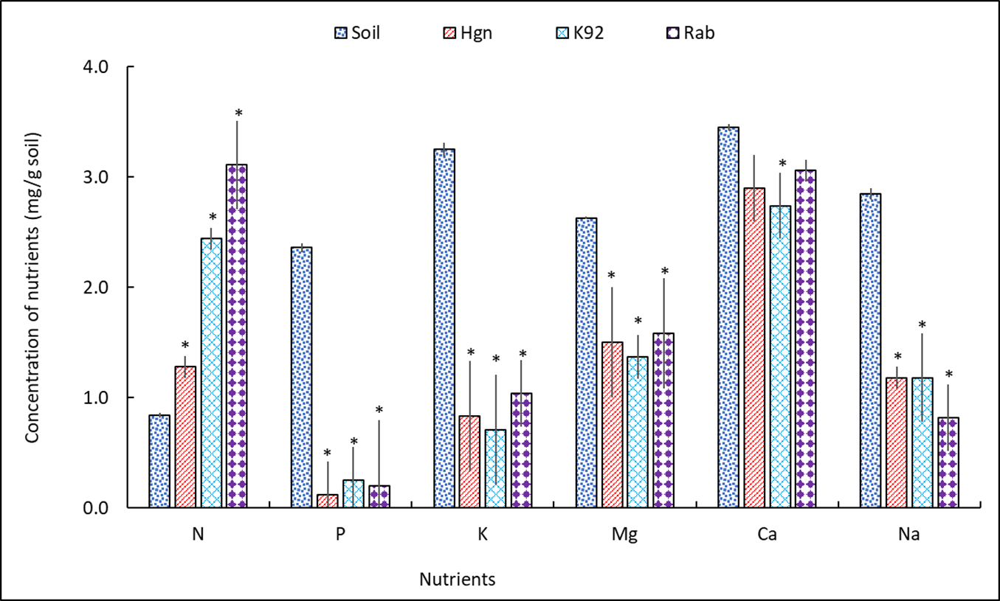 Soil Hgn K92 Rab
4.0
3.0
2.0
1.0
0.0
Concentration of nutrients (mg/g soil)
* * *
* * *
* * *
* * *
*
* * *
N P K Mg Ca Na
Nutrients